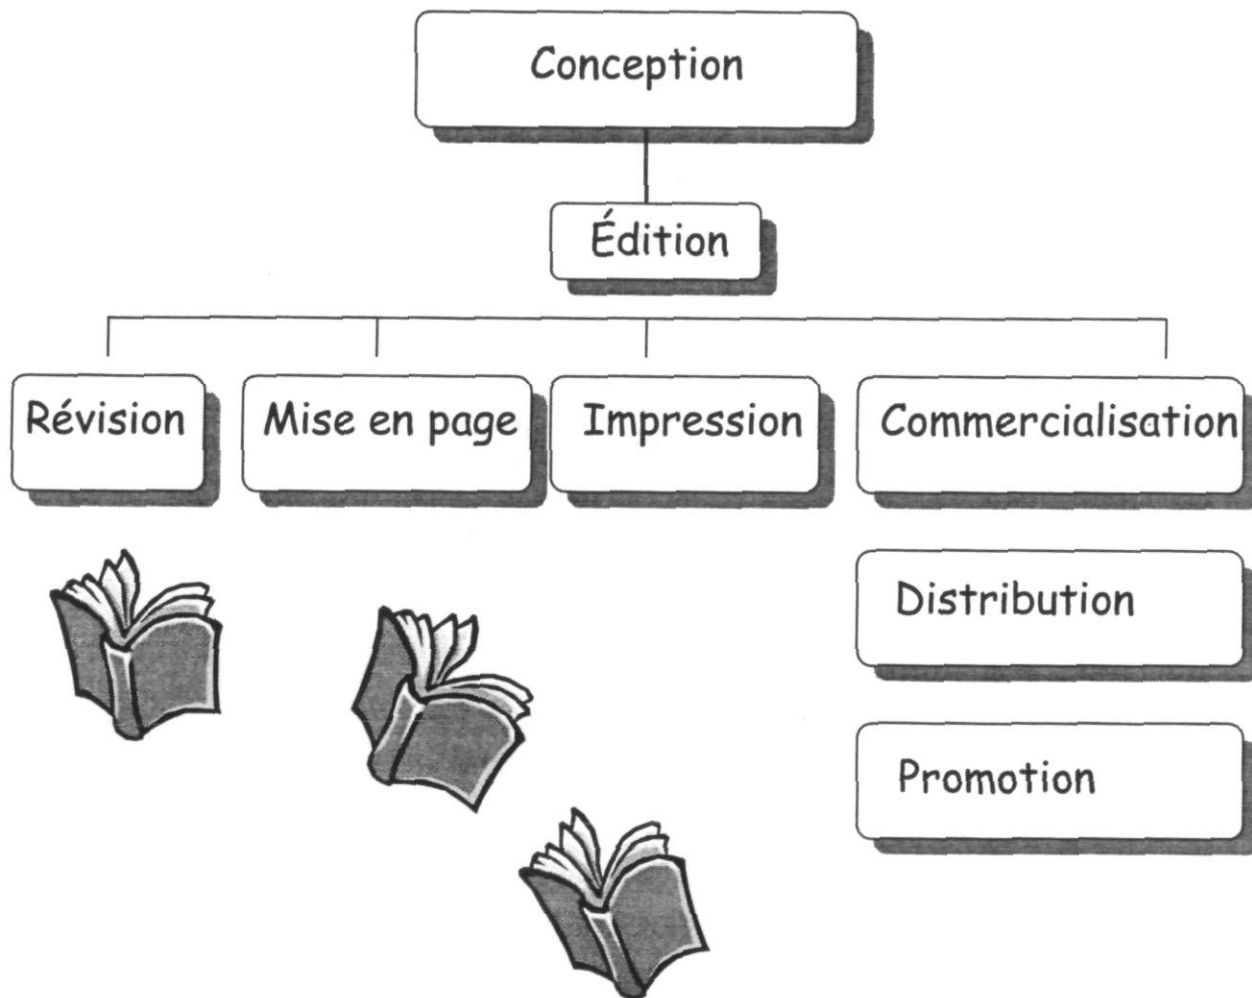 Conception
Édition
Révision
Mise en page
Impression
Commercialisation
Distribution
Promotion